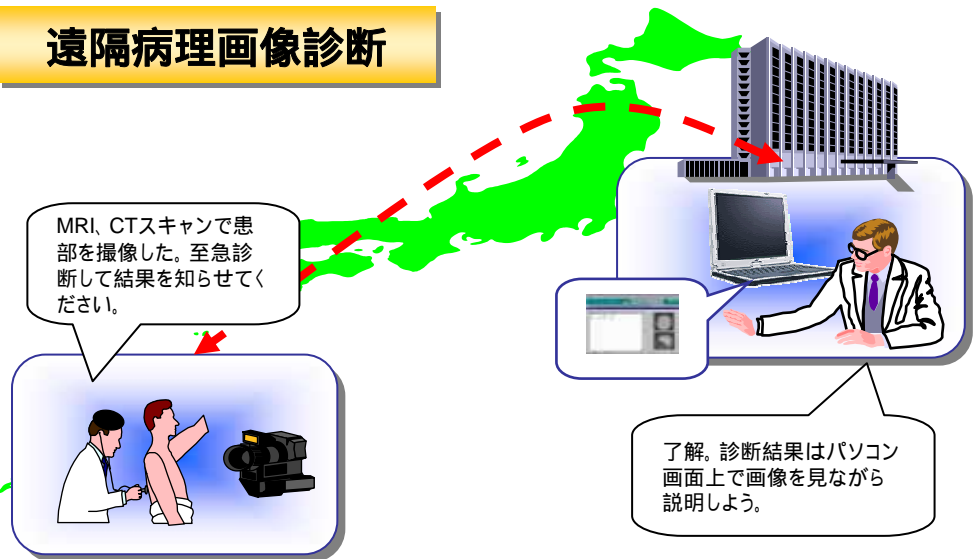 遠隔病理画像診断
MRI、CTスキャンで患
部を撮像した。至急診
断して結果を知らせてく
ださい。
了解。診断結果はパソコン
画面上で画像を見ながら
説明しよう。